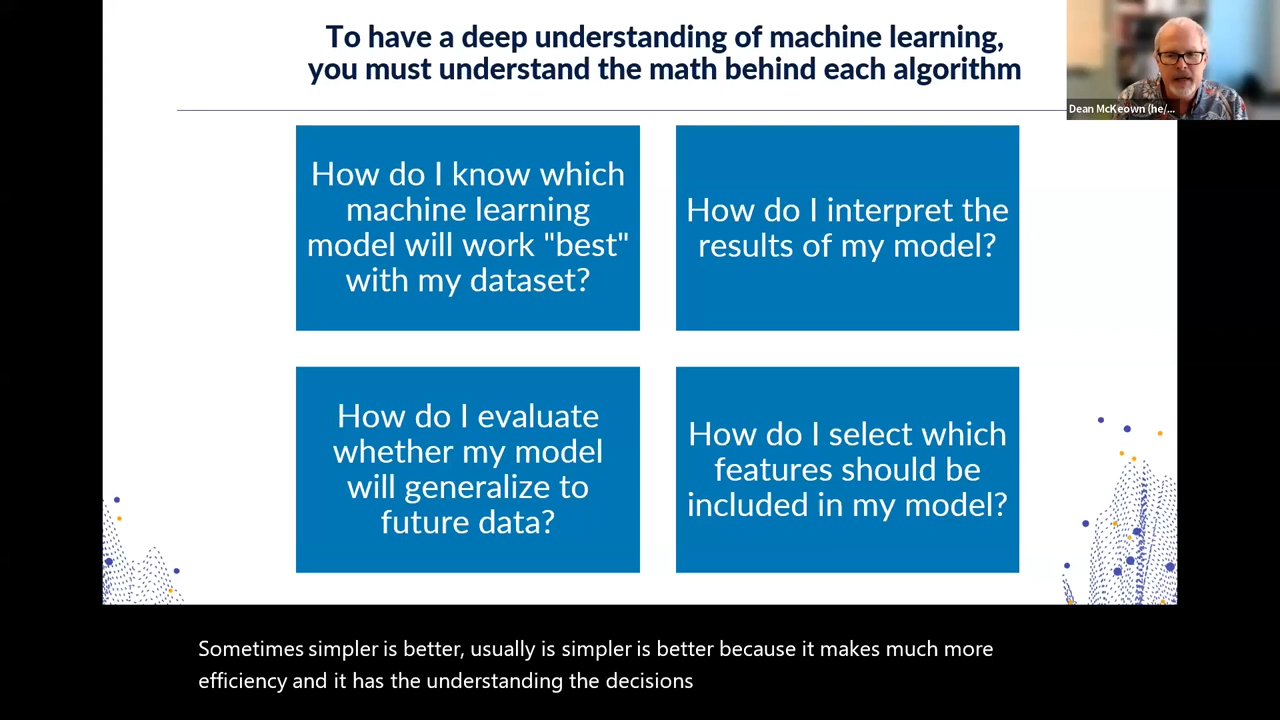 To have a deep understanding of machine learning,
you must understand the math behind each algorithm
Dean McKeown (he/...
How do I know which
machine learning
model will work "best"
with my dataset?
How do I interpret the
results of my model?
How do I evaluate
whether my model
will generalize to
future data?
How do I select which
features should be
included in my model?
Sometimes simpler is better, usually is simpler is better because it makes much more
efficiency and it has the understanding the decisions